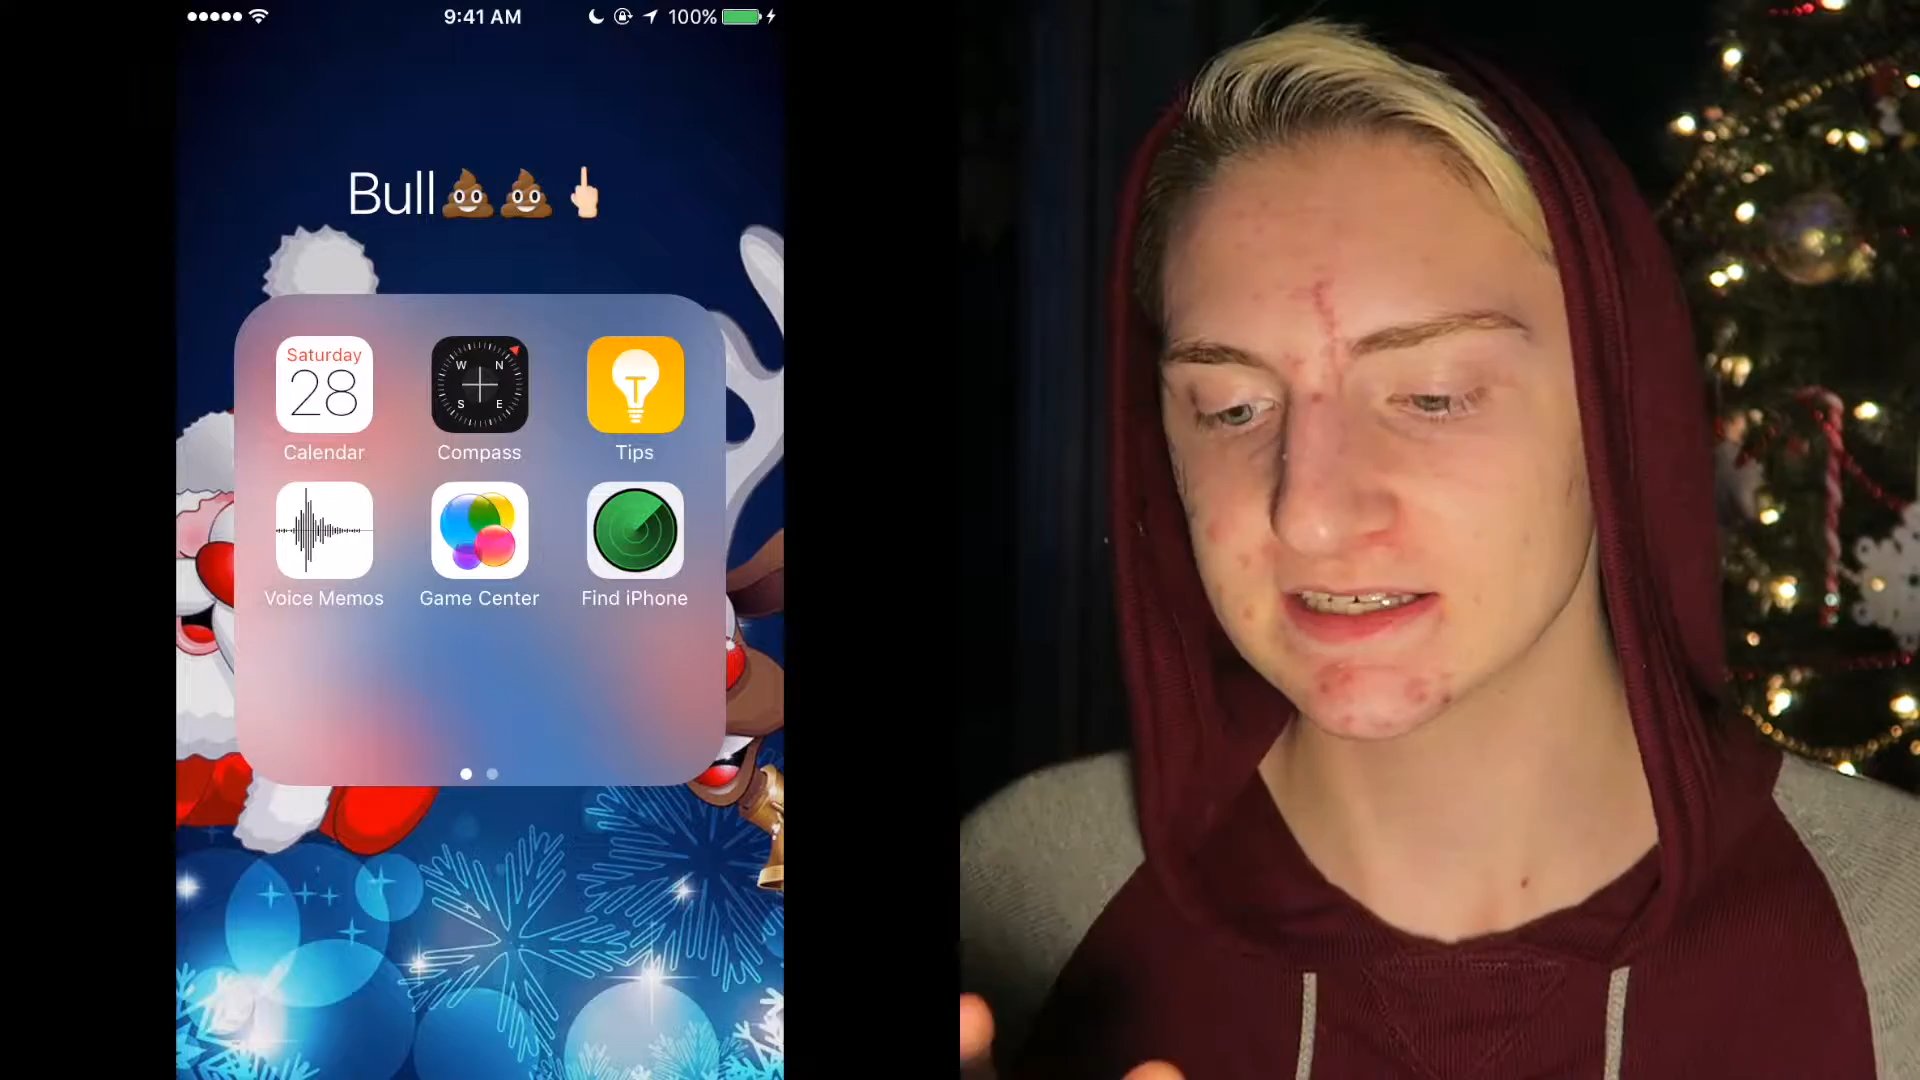 9:41 AM 100%
Bull💩💩🖕🏻
Saturday
28
W N
S E
Calendar Compass Tips
Voice Memos Game Center Find iPhone